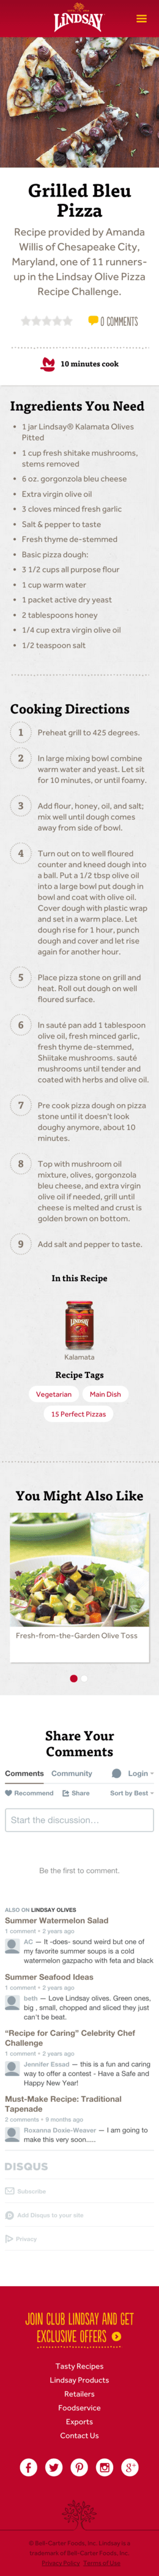 LINDSAY
Grilled Bleu
Pizza
Recipe provided by Amanda
Willis of Chesapeake City,
Maryland, one of 11 runners-
up in the Lindsay Olive Pizza
Recipe Challenge.
0 COMMENTS
10 minutes cook
Ingredients You Need
• 1 jar Lindsay® Kalamata Olives
Pitted
• 1 cup fresh shitake mushrooms,
stems removed
• 6 oz. gorgonzola bleu cheese
• Extra virgin olive oil
• 3 cloves minced fresh garlic
• Salt & pepper to taste
• Fresh thyme de-stemmed
• Basic pizza dough:
• 3 1/2 cups all purpose flour
• 1 cup warm water
• 1 packet active dry yeast
• 2 tablespoons honey
• 1/4 cup extra virgin olive oil
• 1/2 teaspoon salt
Cooking Directions
1 Preheat grill to 425 degrees.
2 In large mixing bowl combine
warm water and yeast. Let sit
for 10 minutes, or until foamy.
3 Add flour, honey, oil, and salt;
mix well until dough comes
away from side of bowl.
4 Turn out on to well floured
counter and kneed dough into
a ball. Put a 1/2 tbsp olive oil
into a large bowl put dough in
bowl and coat with olive oil.
Cover dough with plastic wrap
and set in a warm place. Let
dough rise for 1 hour, punch
dough and cover and let rise
again for another hour.
5 Place pizza stone on grill and
heat. Roll out dough on well
floured surface.
6 In sauté pan add 1 tablespoon
olive oil, fresh minced garlic,
fresh thyme de-stemmed,
Shiitake mushrooms. sauté
mushrooms until tender and
coated with herbs and olive oil.
7 Pre cook pizza dough on pizza
stone until it doesn't look
doughy anymore, about 10
minutes.
8 Top with mushroom oil
mixture, olives, gorgonzola
bleu cheese, and extra virgin
olive oil if needed, grill until
cheese is melted and crust is
golden brown on bottom.
9 Add salt and pepper to taste.
In this Recipe
LINDSAY
Kalamata
Recipe Tags
Vegetarian Main Dish
15 Perfect Pizzas
You Might Also Like
Fresh-from-the-Garden Olive Toss
Share Your
Comments
Comments Community Login
Recommend Share Sort by Best
Start the discussion…
Be the first to comment.
ALSO ON LINDSAY OLIVES
Summer Watermelon Salad
1 comment • 2 years ago
AC — It -does- sound weird but one of
my favorite summer soups is a cold
watermelon gazpacho with feta and black
Summer Seafood Ideas
1 comment • 2 years ago
beth — Love Lindsay olives. Green ones,
big , small, chopped and sliced they just
can't be beat.
“Recipe for Caring” Celebrity Chef
Challenge
1 comment • 2 years ago
Jennifer Essad — this is a fun and caring
way to offer a contest - Have a Safe and
Happy New Year!
Must-Make Recipe: Traditional
Tapenade
2 comments • 9 months ago
Roxanna Doxie-Weaver — I am going to
make this very soon.....
DISQUS
Subscribe
Add Disqus to your site
Privacy
JOIN CLUB LINDSAY AND GET
EXCLUSIVE OFFERS
Tasty Recipes
Lindsay Products
Retailers
Foodservice
Exports
Contact Us
© Bell-Carter Foods, Inc. Lindsay is a
trademark of Bell-Carter Foods, Inc.
Privacy Policy Terms of Use